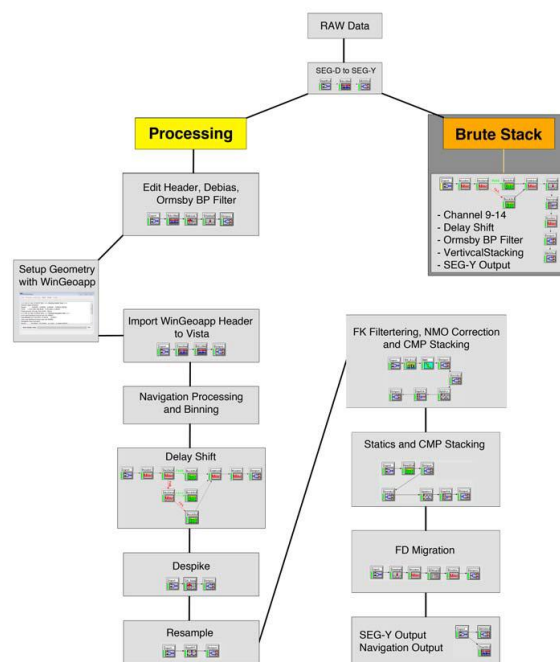 RAW Data
SEG-D to SEG-Y
Processing
Brute Stack
Edit Header, Debias,
Ormsby BP Filter
- Channel 9-14
- Delay Shift
- Ormsby BP Filter
- VertivcalStacking
- SEG-Y Output
Setup Geometry
with WinGeoapp
Import WinGeoapp Header
to Vista
Navigation Processing
and Binning
Delay Shift
Despike
Resample
FK Filtertering, NMO Correction
and CMP Stacking
Statics and CMP Stacking
FD Migration
SEG-Y Output
Navigation Output